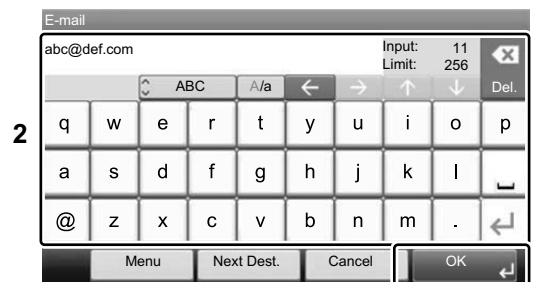 E-mail
abc@def.com Input: 11
Limit: 256
ABC A/a Del.
2
q w e r t y u i o p
a s d f g h j k l
@ z x c v b n m .
Menu Next Dest. Cancel OK